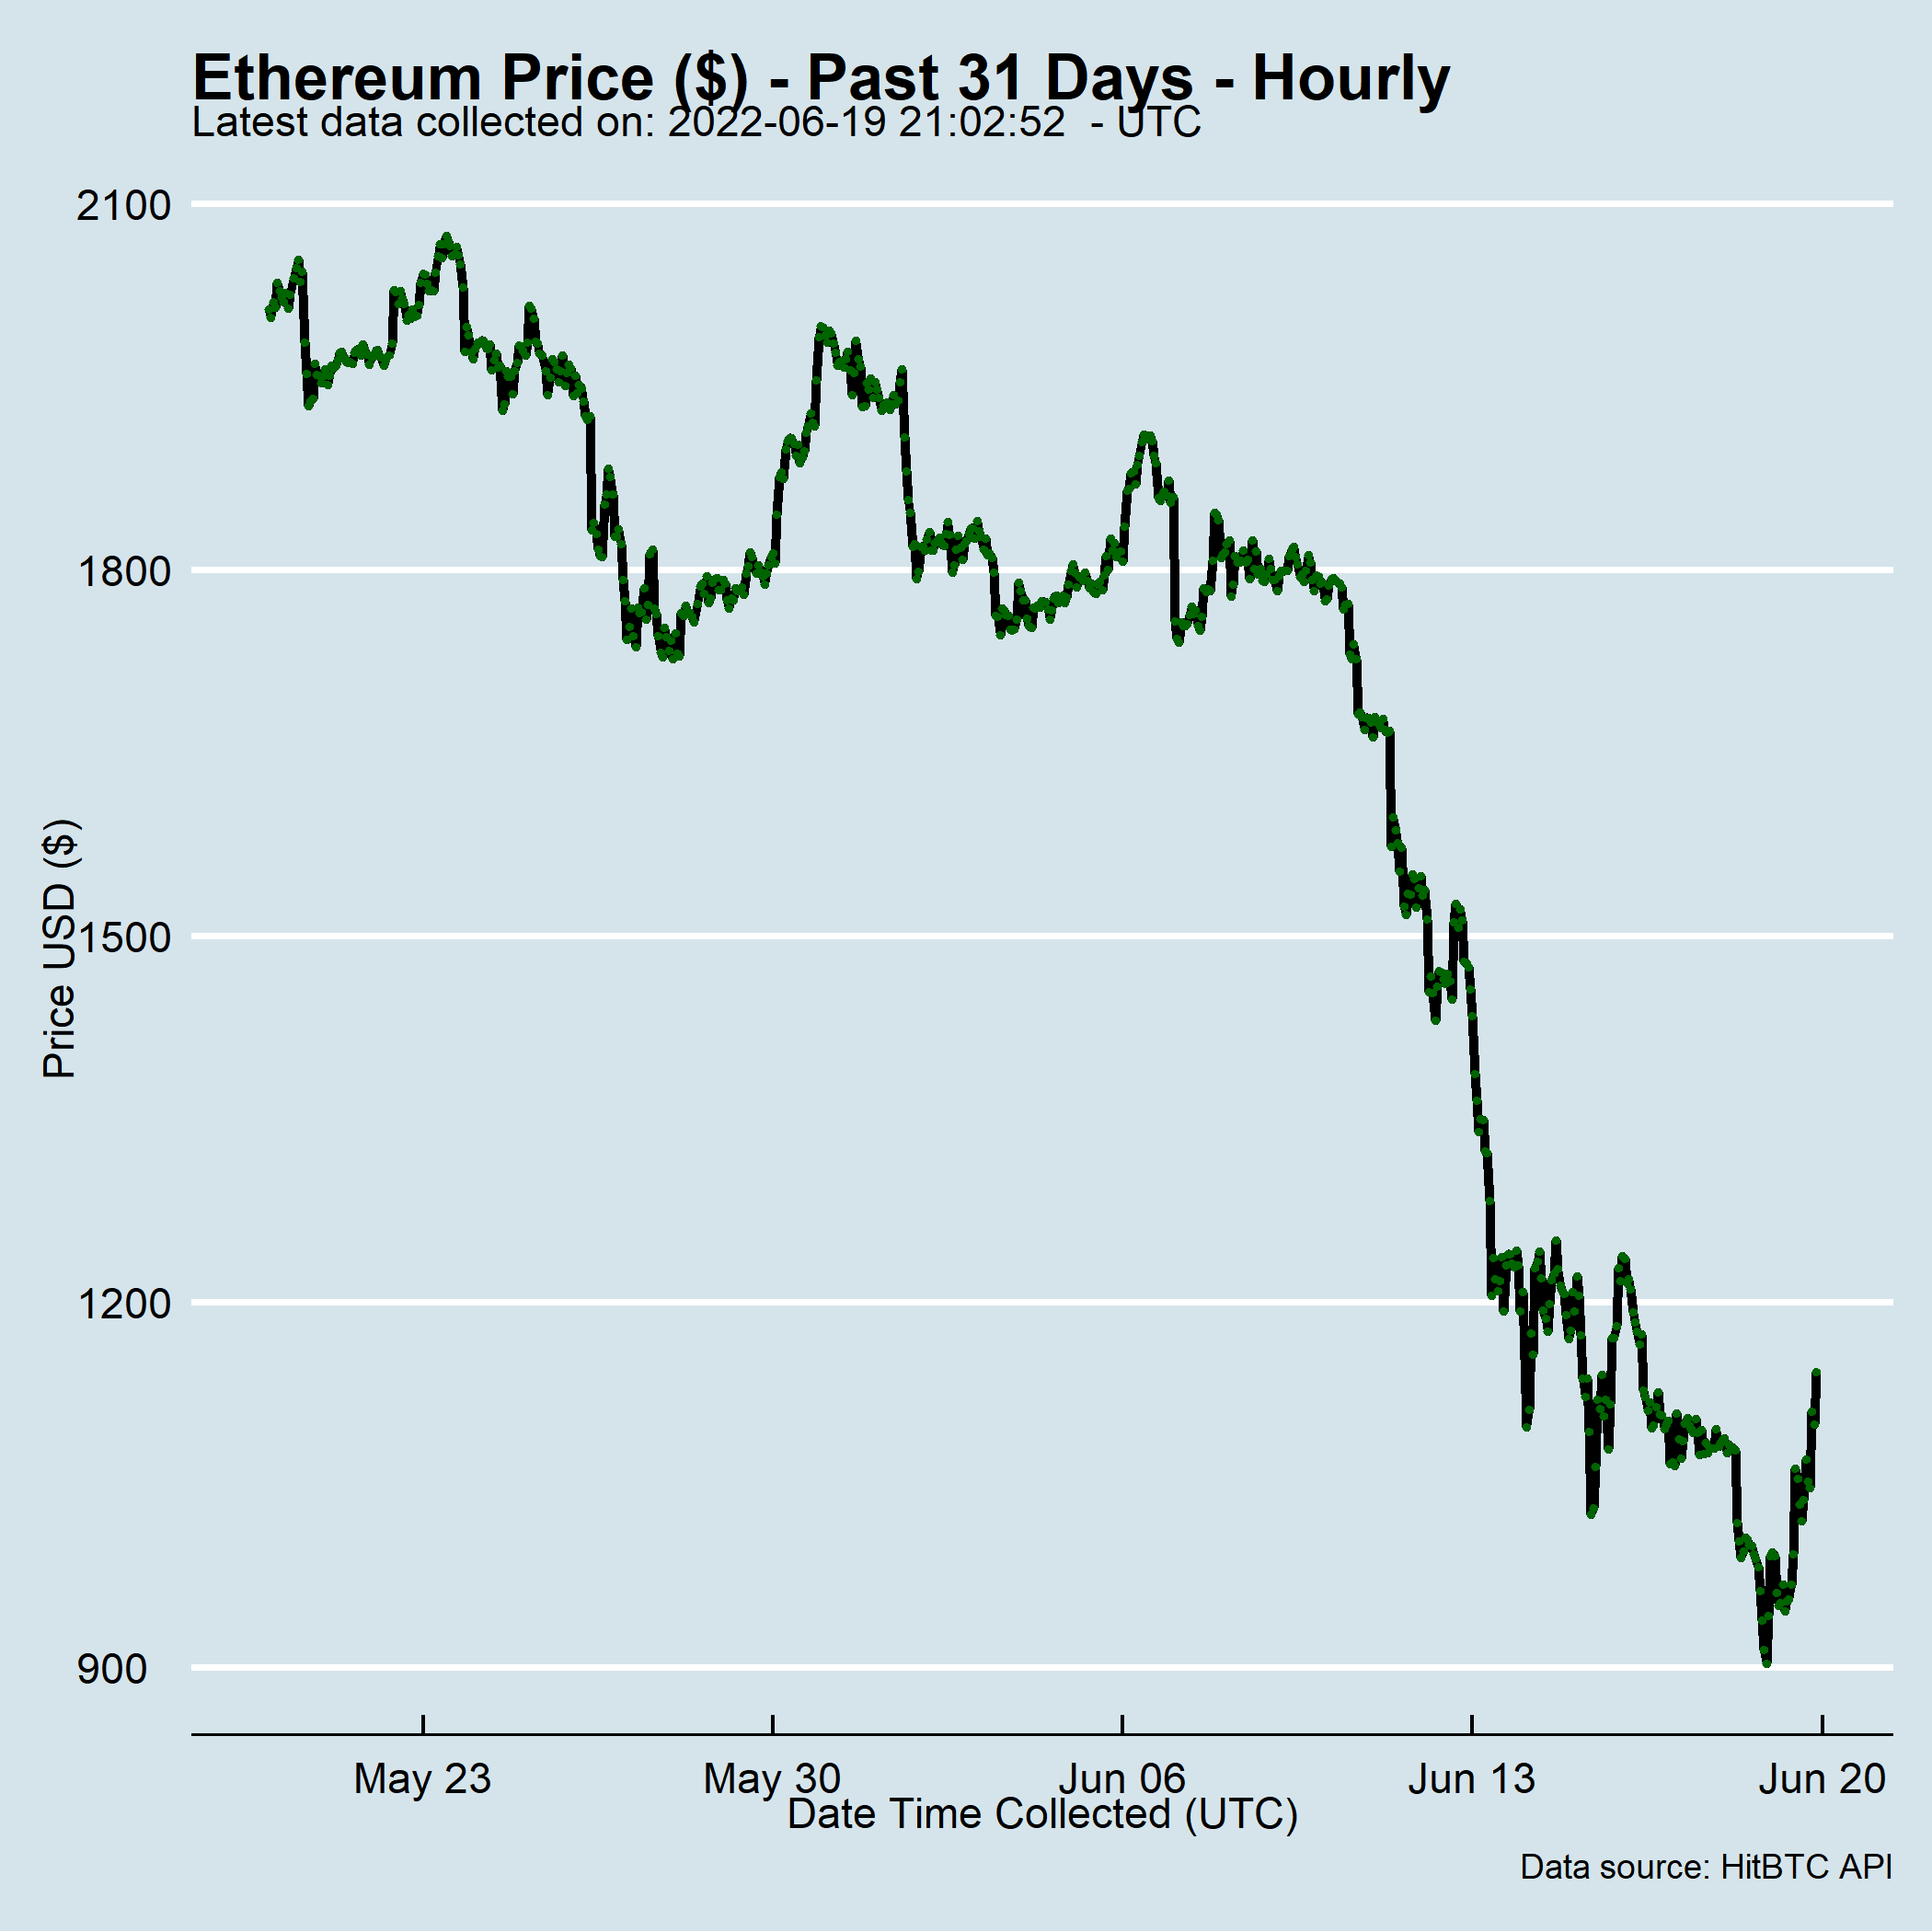 Ethereum Price ($) - Past 31 Days - Hourly
Latest data collected on: 2022-06-19 21:02:52  - UTC
2100
1800
1500
1200
900
Price USD ($)
May 23
May 30
Jun 06
Jun 13
Jun 20
Date Time Collected (UTC)
Data source: HitBTC API